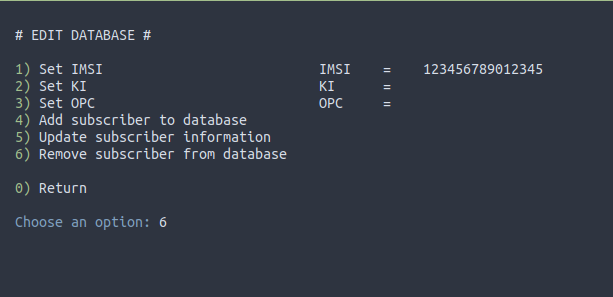 # EDIT DATABASE #
1) Set IMSI IMSI = 123456789012345
2) Set KI KI =
3) Set OPC OPC =
4) Add subscriber to database
5) Update subscriber information
6) Remove subscriber from database
0) Return
Choose an option: 6